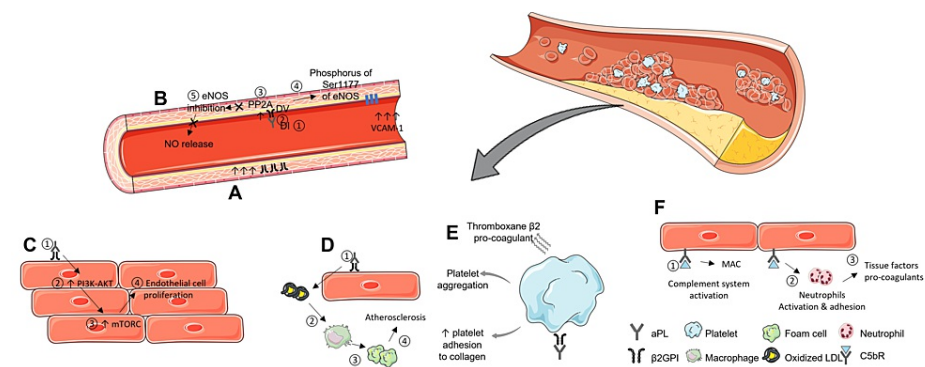 Phosphorus of
Ser1177
of eNOS
B
⑤ eNOS
inhibition
③
④
PP2A
DV
②
DI ①
NO release
↑↑↑
VCAM-1
↑↑↑
A
C
①
② ↑ PI3K-AKT
④ Endothelial cell
proliferation
③ ↑ mTORC
D
①
②
Atherosclerosis
③
④
E
Thromboxane β2
pro-coagulant
Platelet
aggregation
↑ platelet
adhesion
to collagen
F
①
MAC
Complement system
activation
②
Neutrophils
Activation & adhesion
③
Tissue factors
pro-coagulants
aPL
Platelet
Foam cell
Neutrophil
β2GPI
Macrophage
Oxidized LDL
C5bR